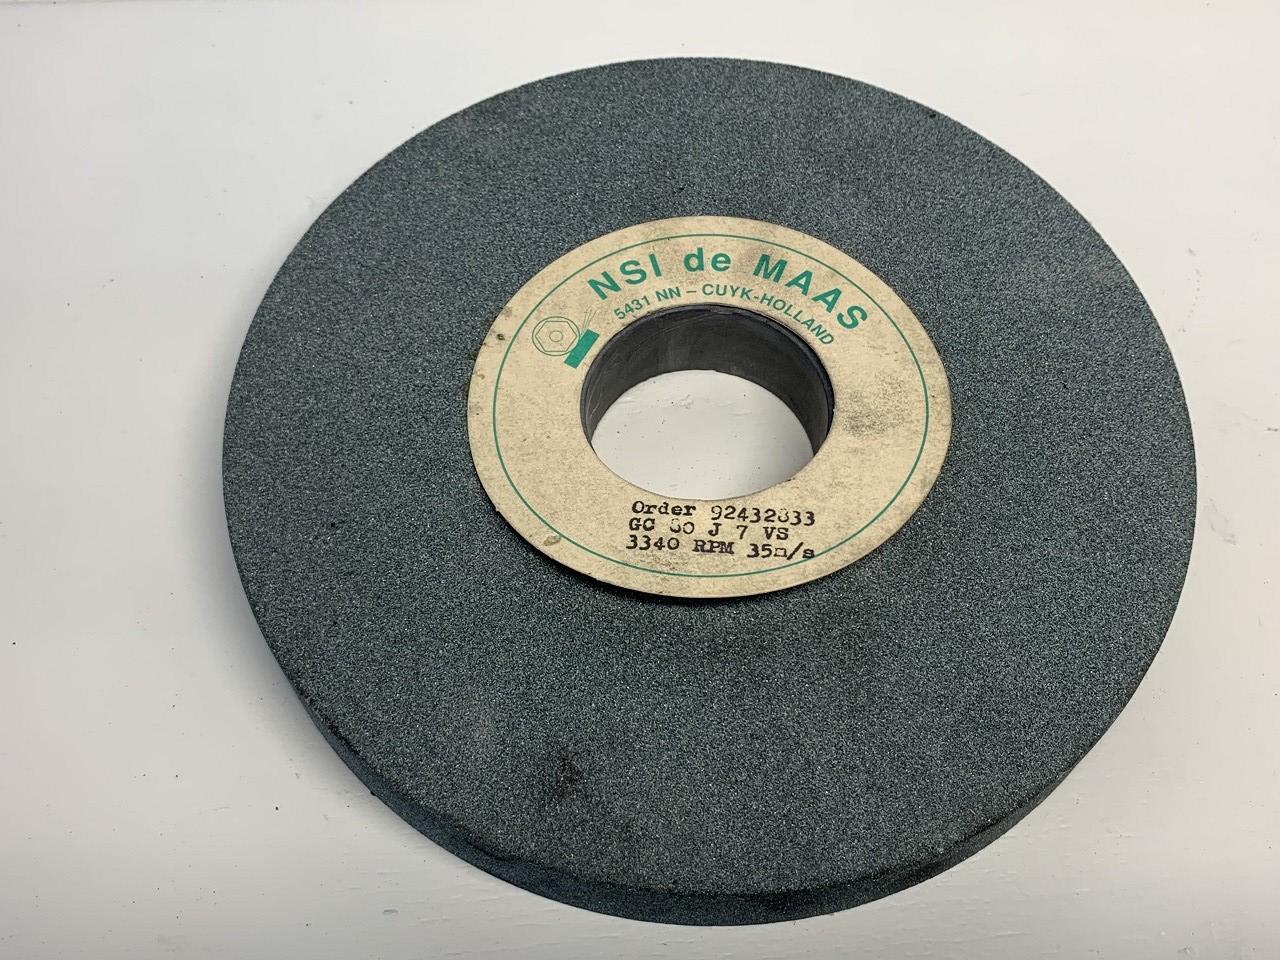 NSI de MAAS
5431 NN - CUYK-HOLLAND
Order 92432833
GC 80 J 7 VS
3340 RPM 35m/s